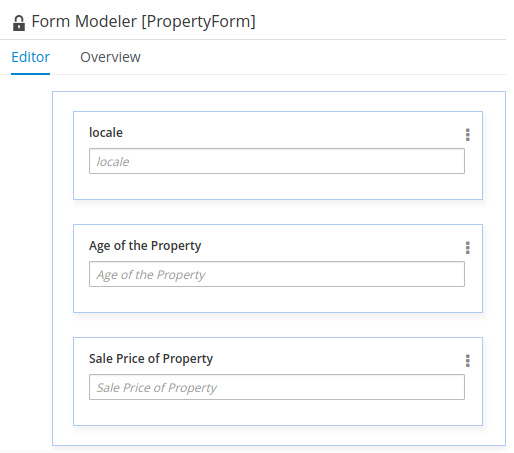 Form Modeler [PropertyForm]
Editor Overview
locale
locale
Age of the Property
Age of the Property
Sale Price of Property
Sale Price of Property